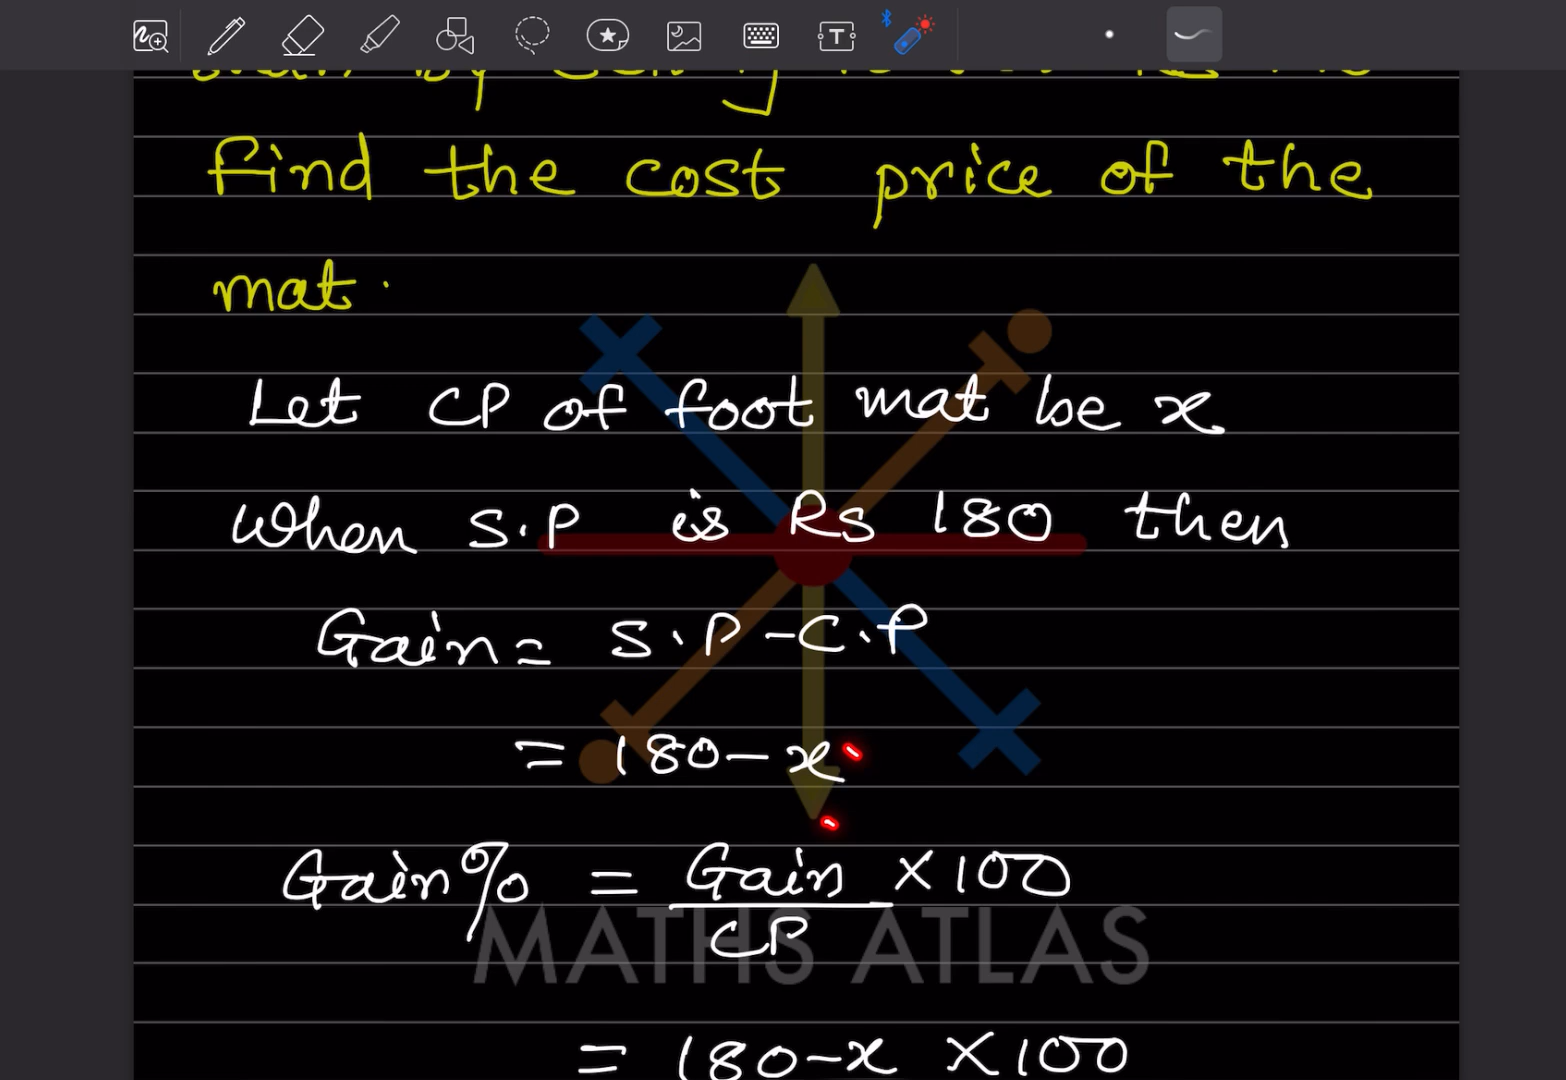 find the cost price of the
mat.
Let CP of foot mat be x
When S.P is Rs 180 then
Gain = S.P - C.P
= 180 - x
Gain% = Gain/CP × 100
MATHS ATLAS
= 180 - x × 100